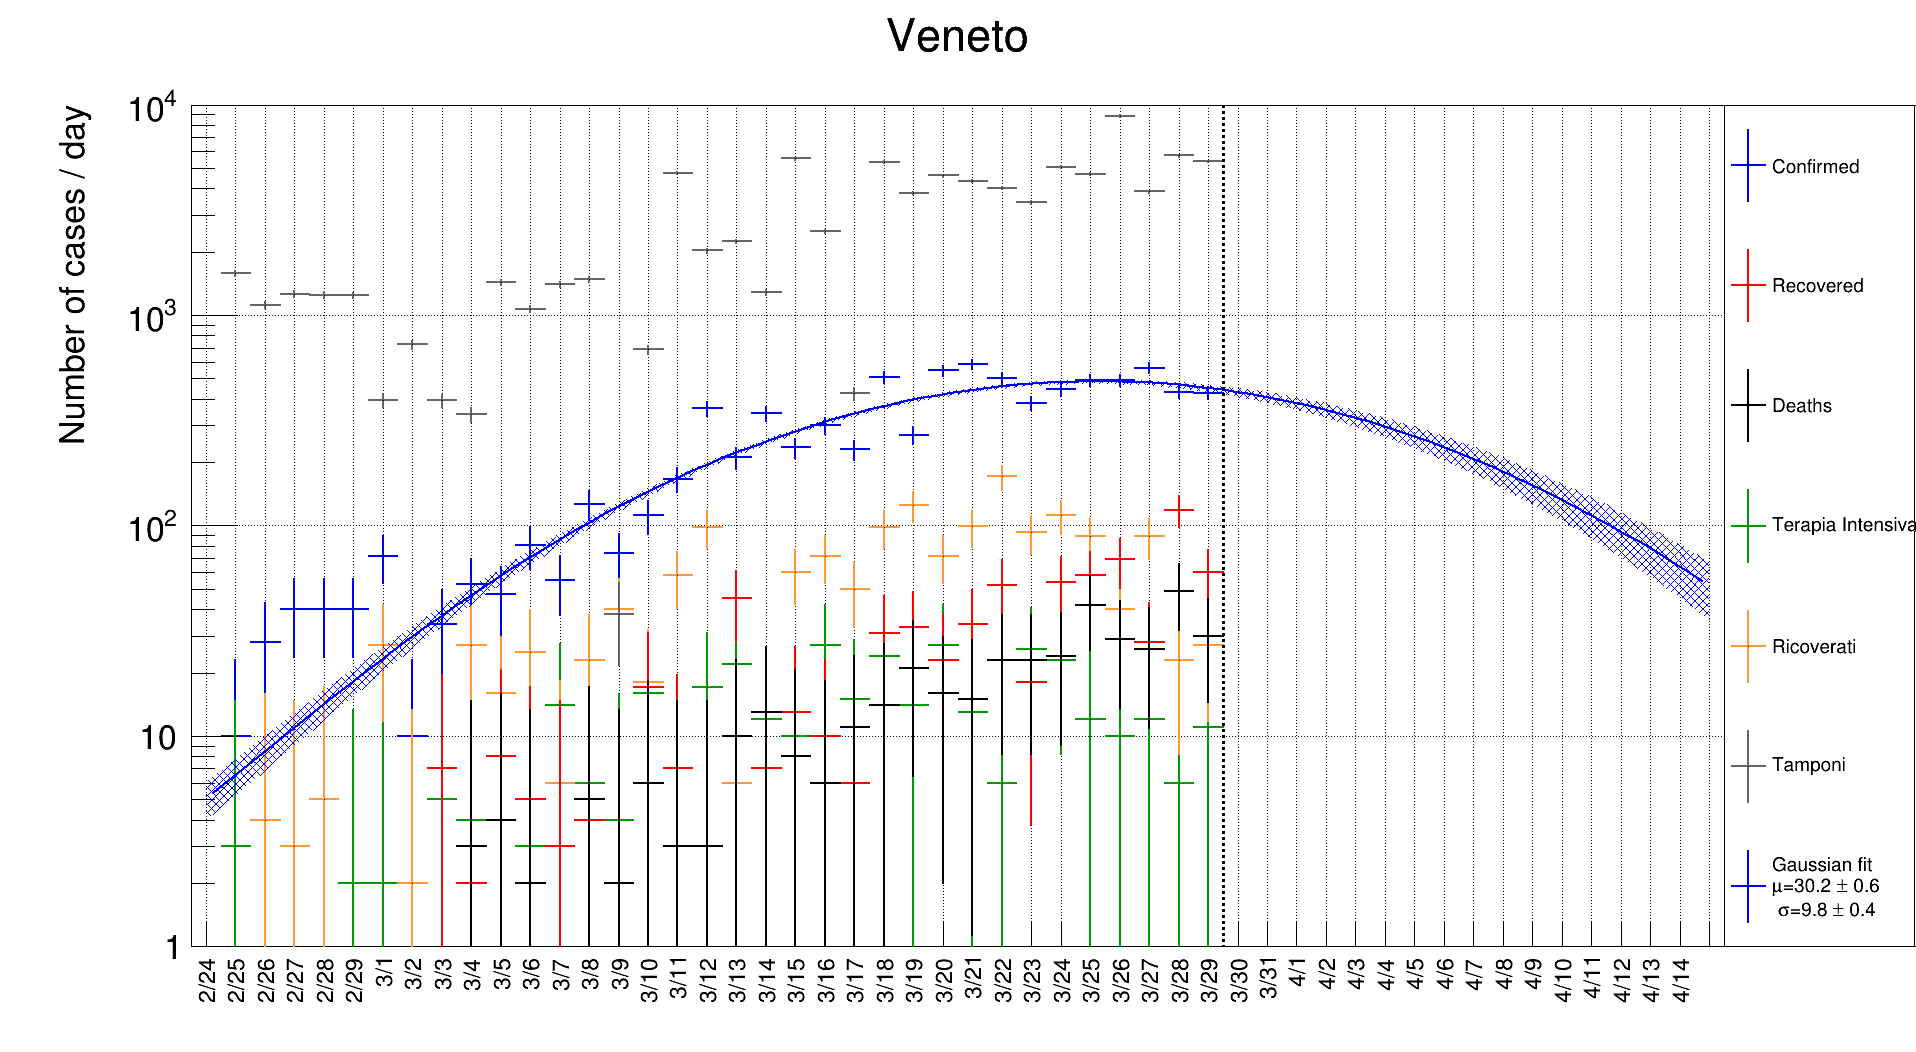 Veneto
Number of cases / day
10^4
10^3
10^2
10
1
2/24 2/25 2/26 2/27 2/28 2/29 3/1 3/2 3/3 3/4 3/5 3/6 3/7 3/8 3/9 3/10 3/11 3/12 3/13 3/14 3/15 3/16 3/17 3/18 3/19 3/20 3/21 3/22 3/23 3/24 3/25 3/26 3/27 3/28 3/29 3/30 3/31 4/1 4/2 4/3 4/4 4/5 4/6 4/7 4/8 4/9 4/10 4/11 4/12 4/13 4/14
Confirmed
Recovered
Deaths
Terapia Intensiva
Ricoverati
Tamponi
Gaussian fit
μ=30.2 ± 0.6
σ=9.8 ± 0.4